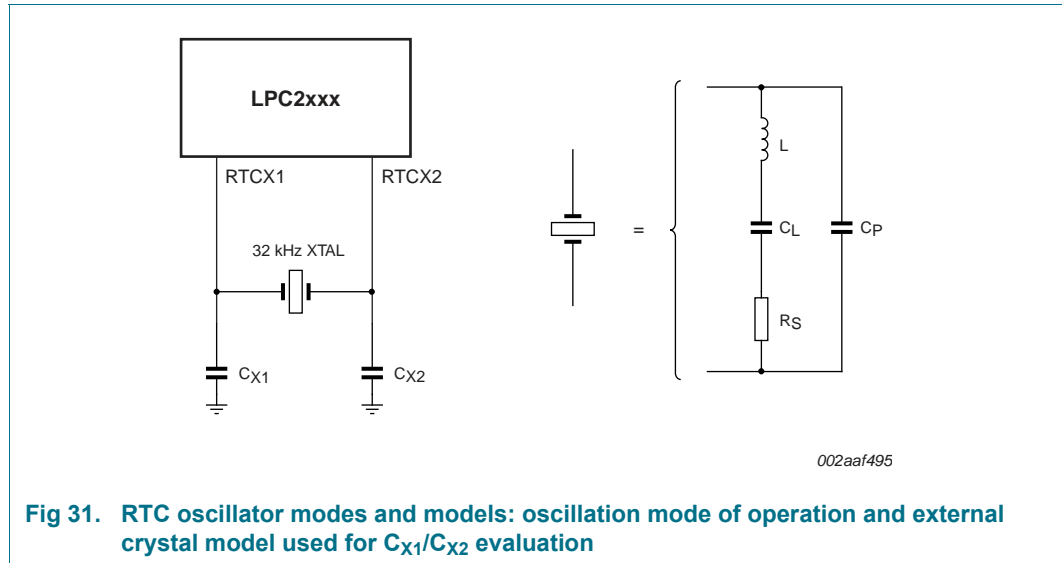 LPC2xxx
RTCX1
RTCX2
32 kHz XTAL
CX1
CX2
=
L
CL
CP
RS
002aaf495
Fig 31. RTC oscillator modes and models: oscillation mode of operation and external
crystal model used for CX1/CX2 evaluation